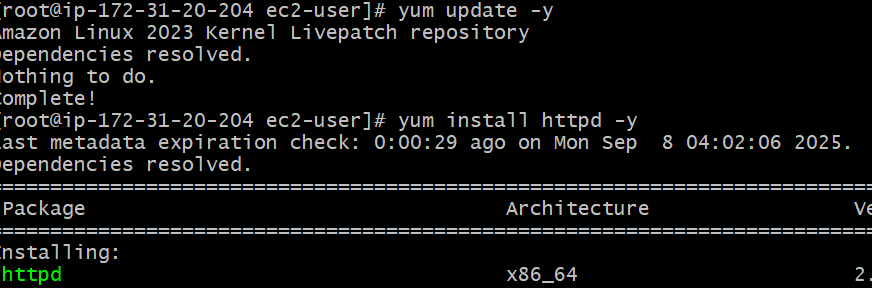 [root@ip-172-31-20-204 ec2-user]# yum update -y
Amazon Linux 2023 Kernel Livepatch repository
Dependencies resolved.
Nothing to do.
Complete!
[root@ip-172-31-20-204 ec2-user]# yum install httpd -y
Last metadata expiration check: 0:00:29 ago on Mon Sep  8 04:02:06 2025.
Dependencies resolved.
Package Architecture Ve
Installing:
httpd x86_64 2.